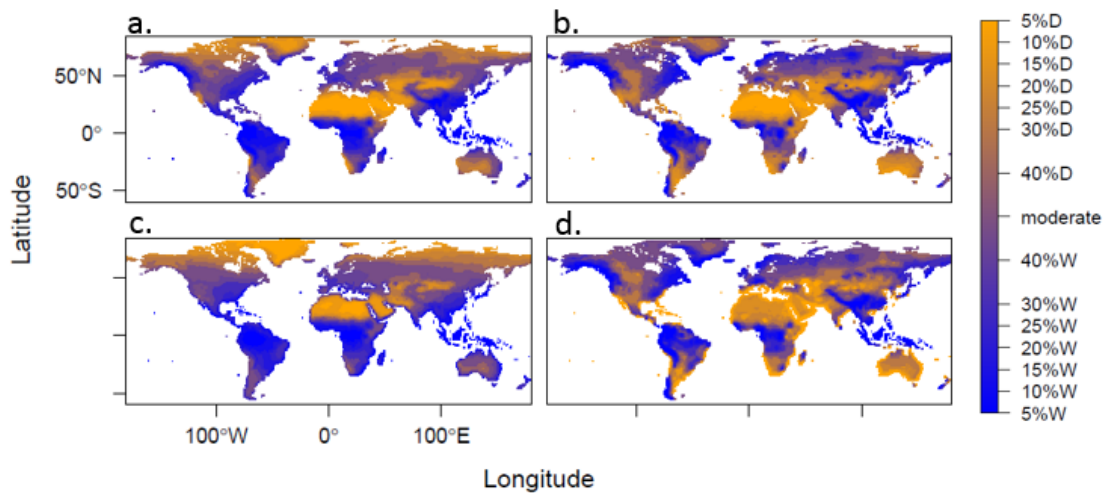 a.
b.
50°N
0°
50°S
Latitude
c.
d.
100°W
0°
100°E
Longitude
5%D
10%D
15%D
20%D
25%D
30%D
40%D
moderate
40%W
30%W
25%W
20%W
15%W
10%W
5%W